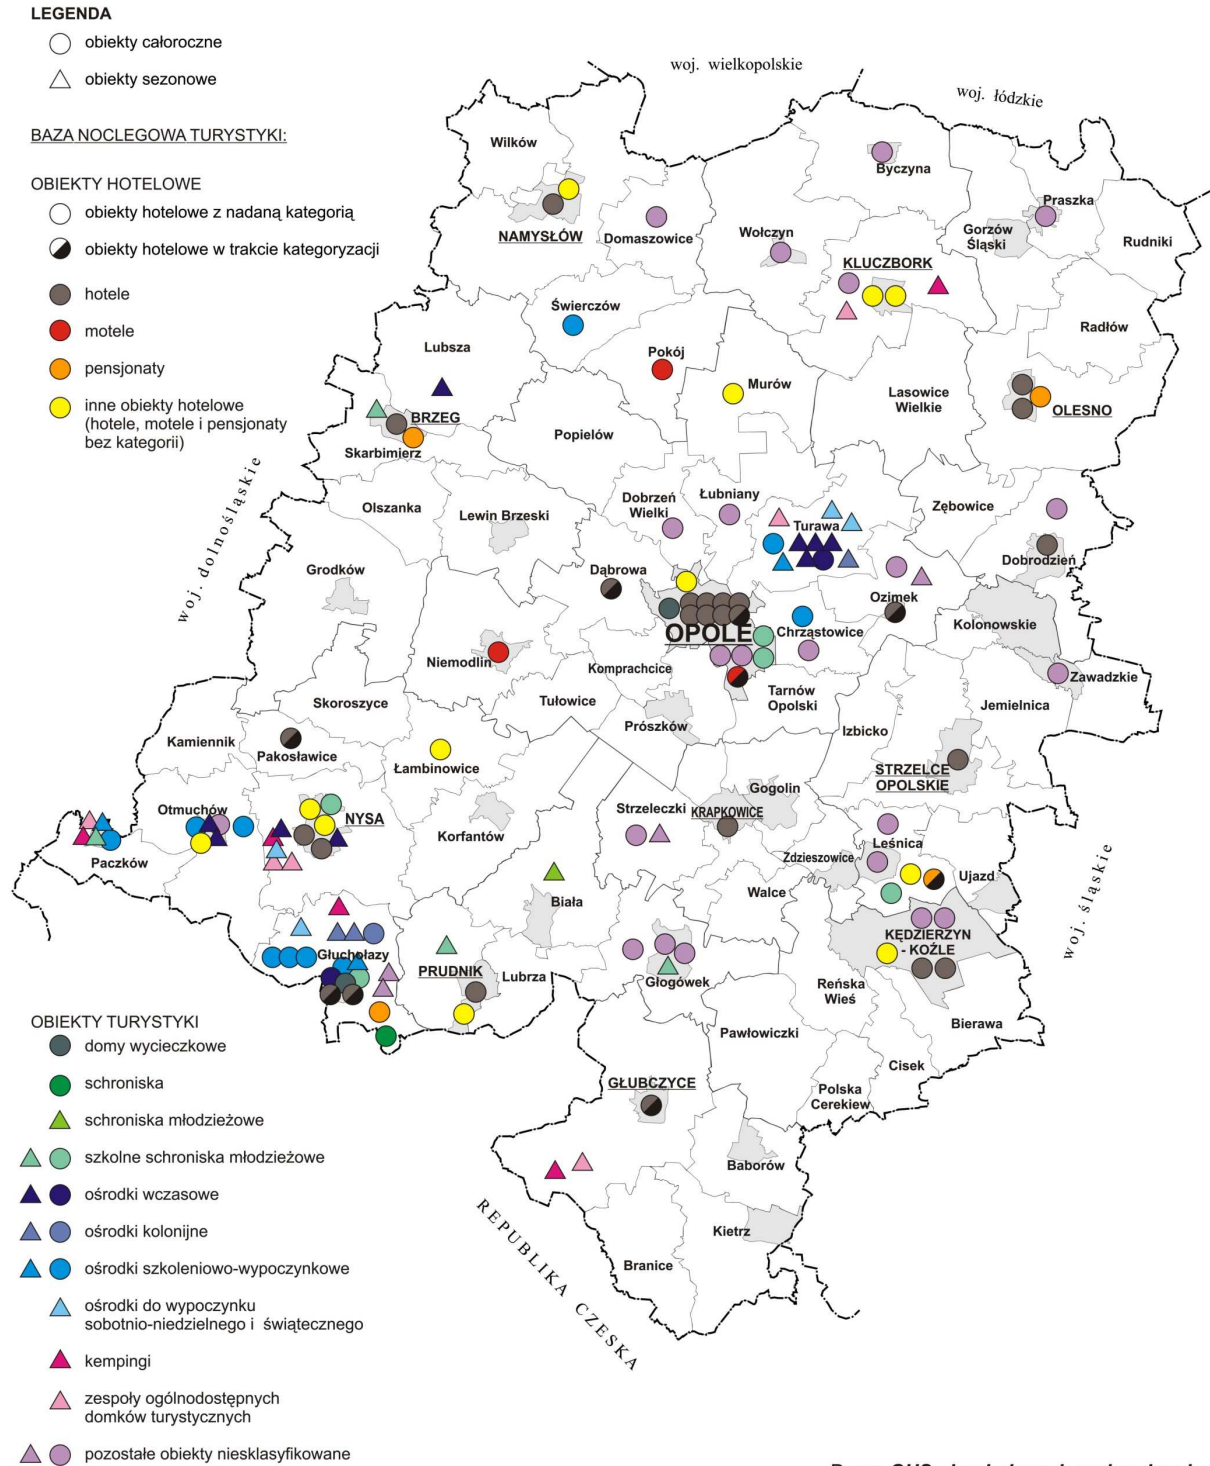 LEGENDA
obiekty całoroczne
obiekty sezonowe
BAZA NOCLEGOWA TURYSTYKI:
OBIEKTY HOTELOWE
obiekty hotelowe z nadaną kategorią
obiekty hotelowe w trakcie kategoryzacji
hotele
motele
pensjonaty
inne obiekty hotelowe
(hotele, motele i pensjonaty
bez kategorii)
woj. wielkopolskie
woj. łódzkie
Wilków
Byczyna
Praszka
NAMYSŁÓW
Domaszowice
Wołczyn
Gorzów
Śląski
Rudniki
KLUCZBORK
Świerczów
Radłów
Lubsza
Pokój
Murów
Lasowice
Wielkie
OLESNO
BRZEG
Popielów
Skarbimierz
woj. dolnośląskie
Olszanka
Lewin Brzeski
Dobrzeń
Wielki
Łubniany
Turawa
Zębowice
Dobrodzień
Grodków
Dąbrowa
Ozimek
OPOLE
Chrząstowice
Kolonowskie
Niemodlin
Komprachcice
Zawadzkie
Skoroszyce
Tułowice
Tarnów
Opolski
Jemielnica
Prószków
Izbicko
Kamiennik
Pakosławice
Łambinowice
STRZELCE
OPOLSKIE
Gogolin
Otmuchów
NYSA
Korfantów
Strzeleczki
KRAPKOWICE
Paczków
Leśnica
Zdzieszowice
Ujazd
woj. śląskie
Walce
Biała
KĘDZIERZYN
- KOŹLE
Głuchołazy
PRUDNIK
Lubrza
Głogówek
Reńska
Wieś
Bierawa
Pawłowiczki
Cisek
GŁUBCZYCE
Polska
Cerekiew
Baborów
Kietrz
Branice
REPUBLIKA CZESKA
OBIEKTY TURYSTYKI
domy wycieczkowe
schroniska
schroniska młodzieżowe
szkolne schroniska młodzieżowe
ośrodki wczasowe
ośrodki kolonijne
ośrodki szkoleniowo-wypoczynkowe
ośrodki do wypoczynku
sobotnio-niedzielnego i świątecznego
kempingi
zespoły ogólnodostępnych
domków turystycznych
pozostałe obiekty niesklasyfikowane